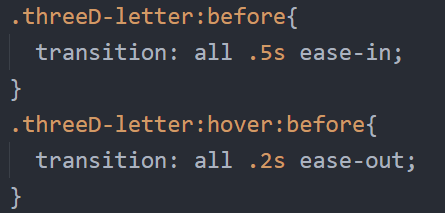 .threeD-letter:before{
  transition: all .5s ease-in;
}
.threeD-letter:hover:before{
  transition: all .2s ease-out;
}